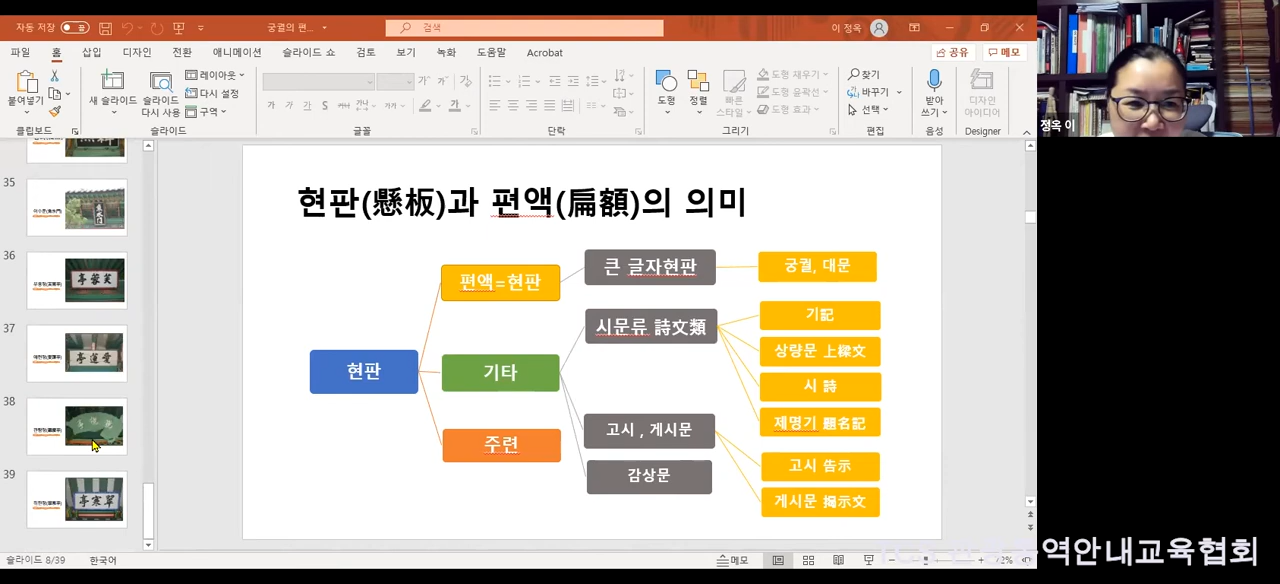 자동 저장 끔
궁궐의 편...
검색
이 정옥
파일 홈 삽입 디자인 전환 애니메이션 슬라이드 쇼 검토 보기 녹화 도움말 Acrobat
공유 메모
붙여넣기
새 슬라이드
슬라이드 다시 사용
레이아웃
다시 설정
구역
도형
정렬
빠른 스타일
도형 채우기
도형 윤곽선
도형 효과
찾기
바꾸기
선택
받아쓰기
디자인 아이디어
클립보드 슬라이드 글꼴 단락 그리기 편집 음성 Designer
정옥 이
35
36
37
38
39
현판(懸板)과 편액(扁額)의 의미
현판
편액=현판
기타
주련
큰 글자현판
시문류 詩文類
고시 , 게시문
감상문
궁궐, 대문
기記
상량문 上樑文
시 詩
제명기 題名記
고시 告示
게시문 揭示文
슬라이드 8/39 한국어
메모
역안내교육협회